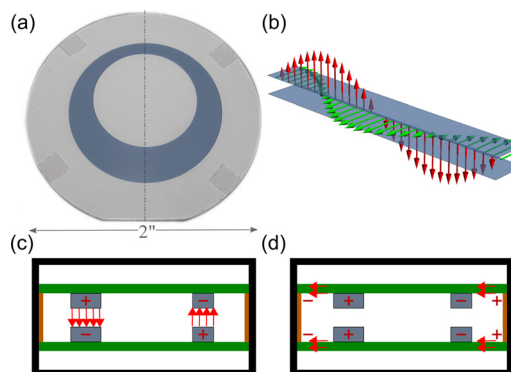 (a)
(b)
2"
(c)
(d)
+ -
- +
- + - +
- + - +